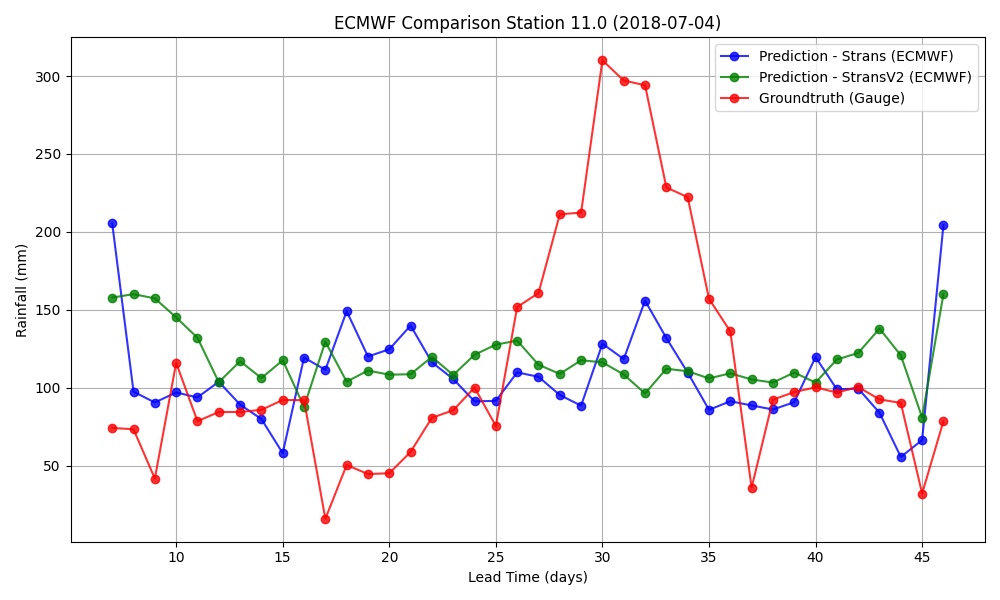 ECMWF Comparison Station 11.0 (2018-07-04)
Prediction - Strans (ECMWF)
Prediction - StransV2 (ECMWF)
Groundtruth (Gauge)
Rainfall (mm)
300
250
200
150
100
50
10 15 20 25 30 35 40 45
Lead Time (days)